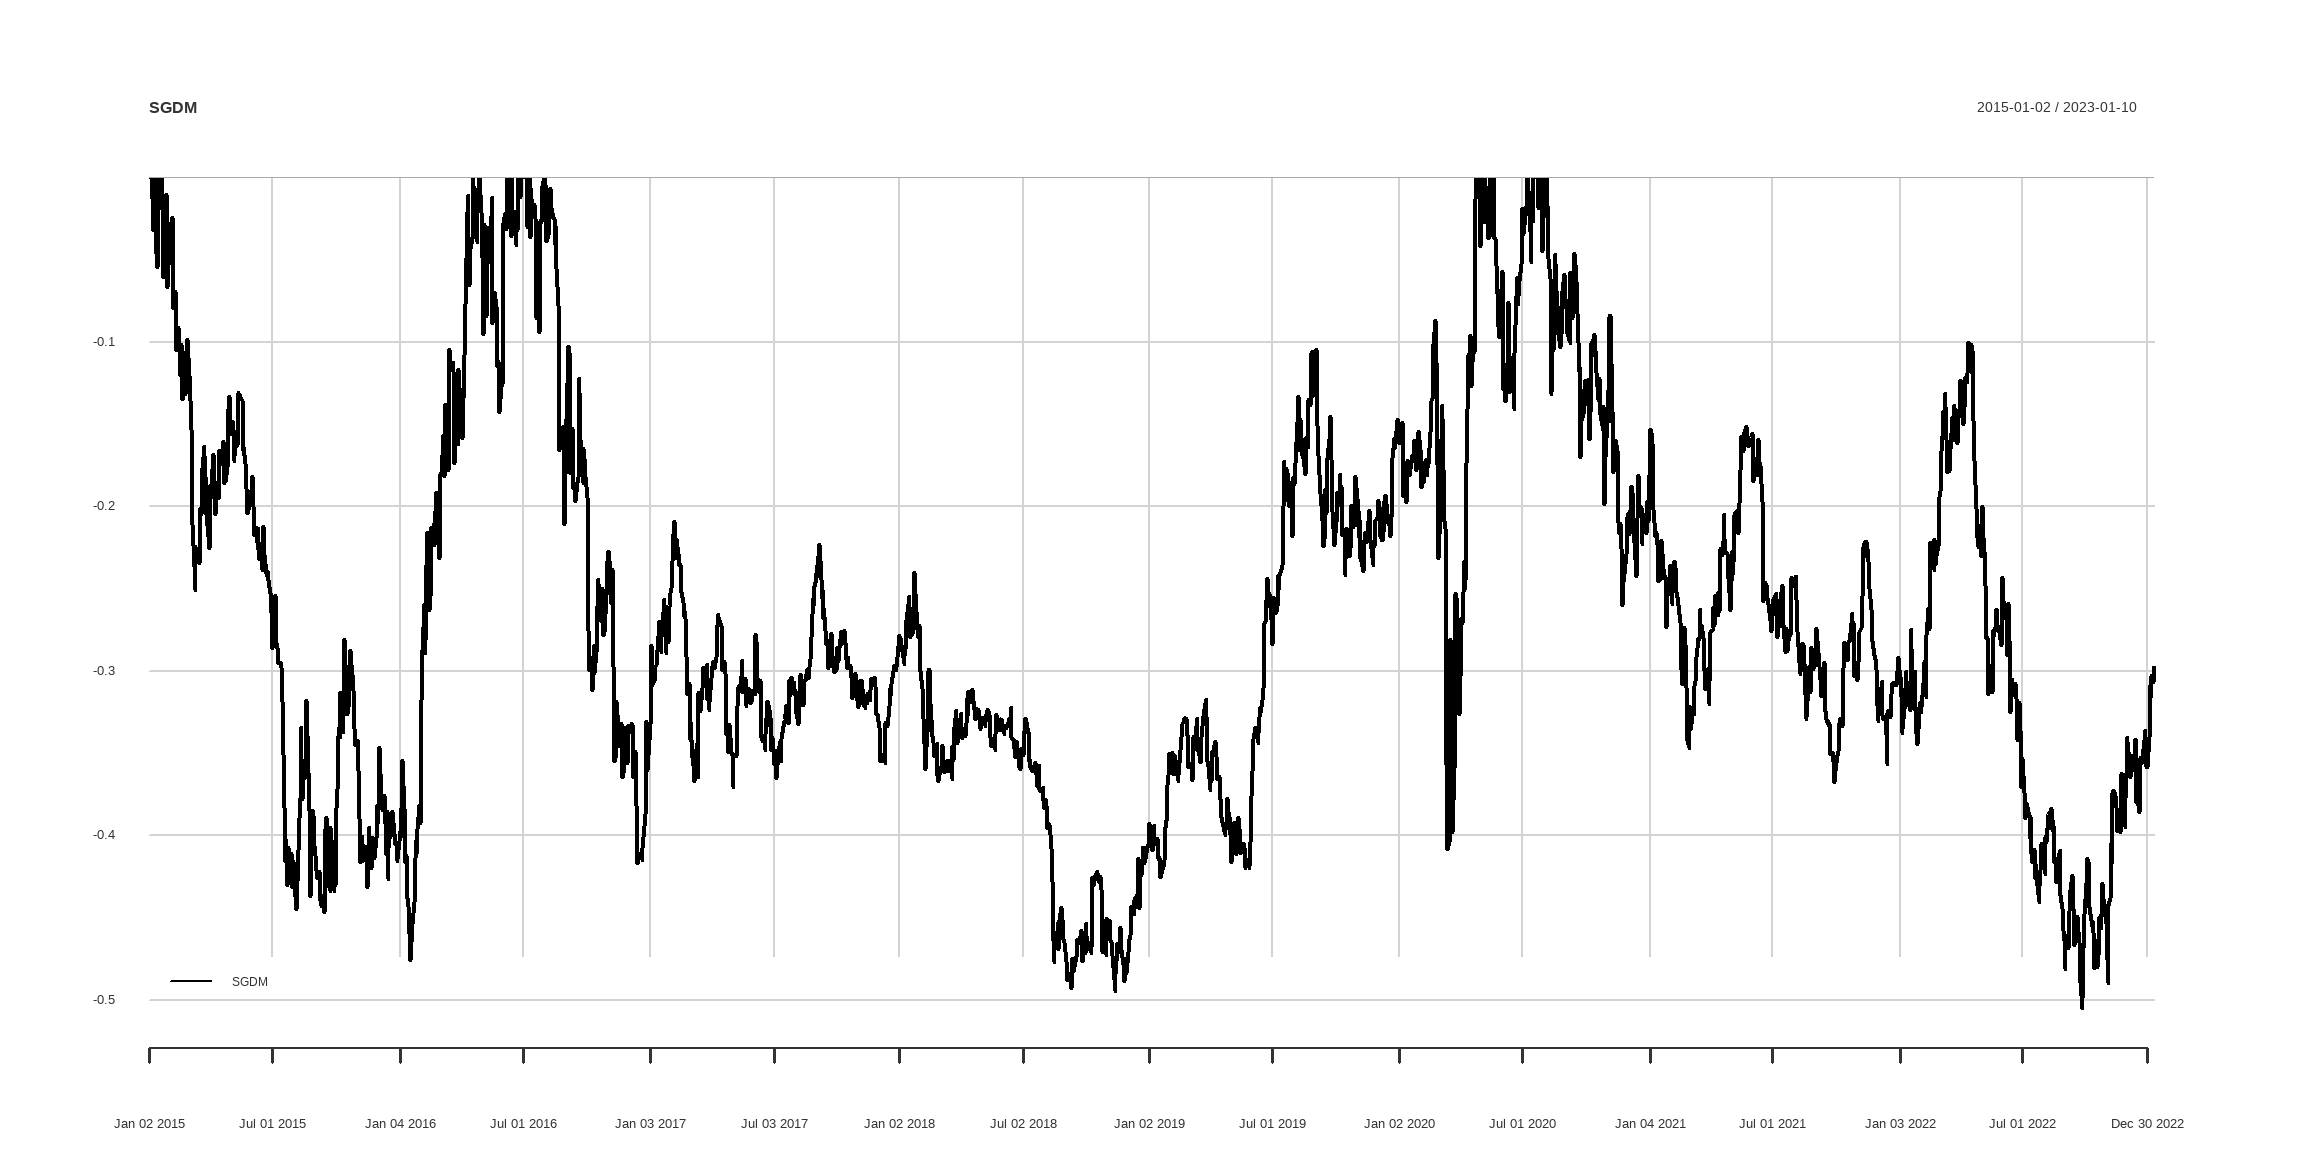 SGDM
2015-01-02 / 2023-01-10
-0.1
-0.2
-0.3
-0.4
-0.5
SGDM
Jan 02 2015
Jul 01 2015
Jan 04 2016
Jul 01 2016
Jan 03 2017
Jul 03 2017
Jan 02 2018
Jul 02 2018
Jan 02 2019
Jul 01 2019
Jan 02 2020
Jul 01 2020
Jan 04 2021
Jul 01 2021
Jan 03 2022
Jul 01 2022
Dec 30 2022